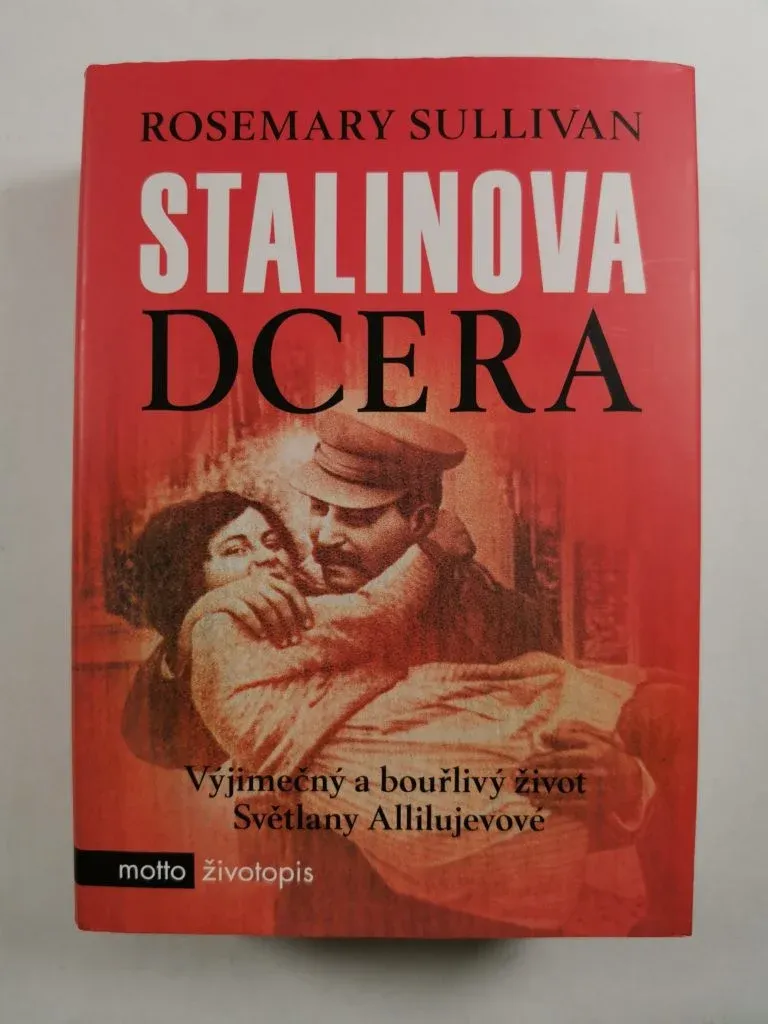 ROSEMARY SULLIVAN
STALINOVA
DCERA
Výjimečný a bouřlivý život
Světlany Allilujevové
motto životopis